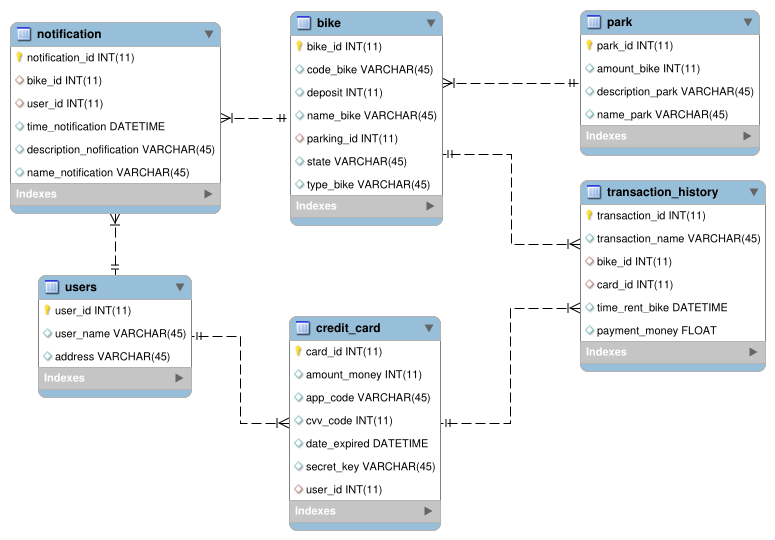 notification
notification_id INT(11)
bike_id INT(11)
user_id INT(11)
time_notification DATETIME
description_nofification VARCHAR(45)
name_notification VARCHAR(45)
Indexes
bike
bike_id INT(11)
code_bike VARCHAR(45)
deposit INT(11)
name_bike VARCHAR(45)
parking_id INT(11)
state VARCHAR(45)
type_bike VARCHAR(45)
Indexes
park
park_id INT(11)
amount_bike INT(11)
description_park VARCHAR(45)
name_park VARCHAR(45)
Indexes
transaction_history
transaction_id INT(11)
transaction_name VARCHAR(45)
bike_id INT(11)
card_id INT(11)
time_rent_bike DATETIME
payment_money FLOAT
Indexes
users
user_id INT(11)
user_name VARCHAR(45)
address VARCHAR(45)
Indexes
credit_card
card_id INT(11)
amount_money INT(11)
app_code VARCHAR(45)
cvv_code INT(11)
date_expired DATETIME
secret_key VARCHAR(45)
user_id INT(11)
Indexes